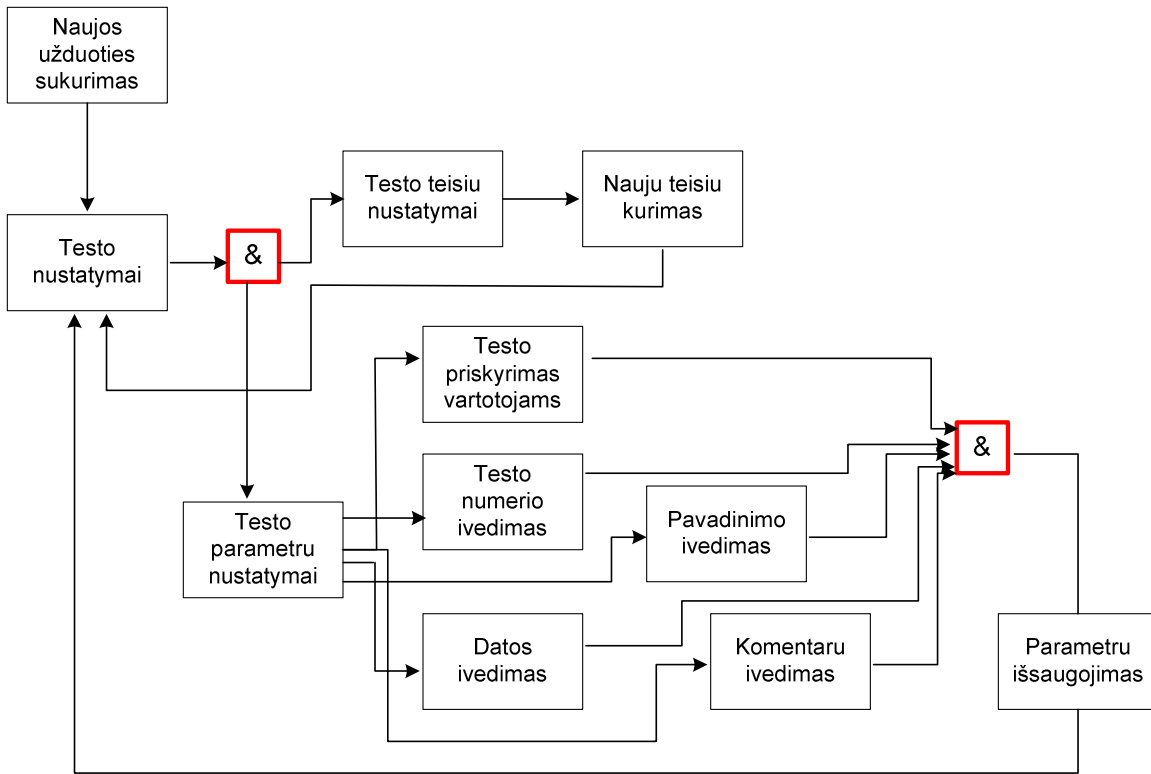 Naujos
užduoties
sukurimas
Testo teisiu
nustatymai
Nauju teisiu
kurimas
Testo
nustatymai
&
Testo
priskyrimas
vartotojams
&
Testo
numerio
ivedimas
Pavadinimo
ivedimas
Testo
parametru
nustatymai
Datos
ivedimas
Komentaru
ivedimas
Parametru
išsaugojimas